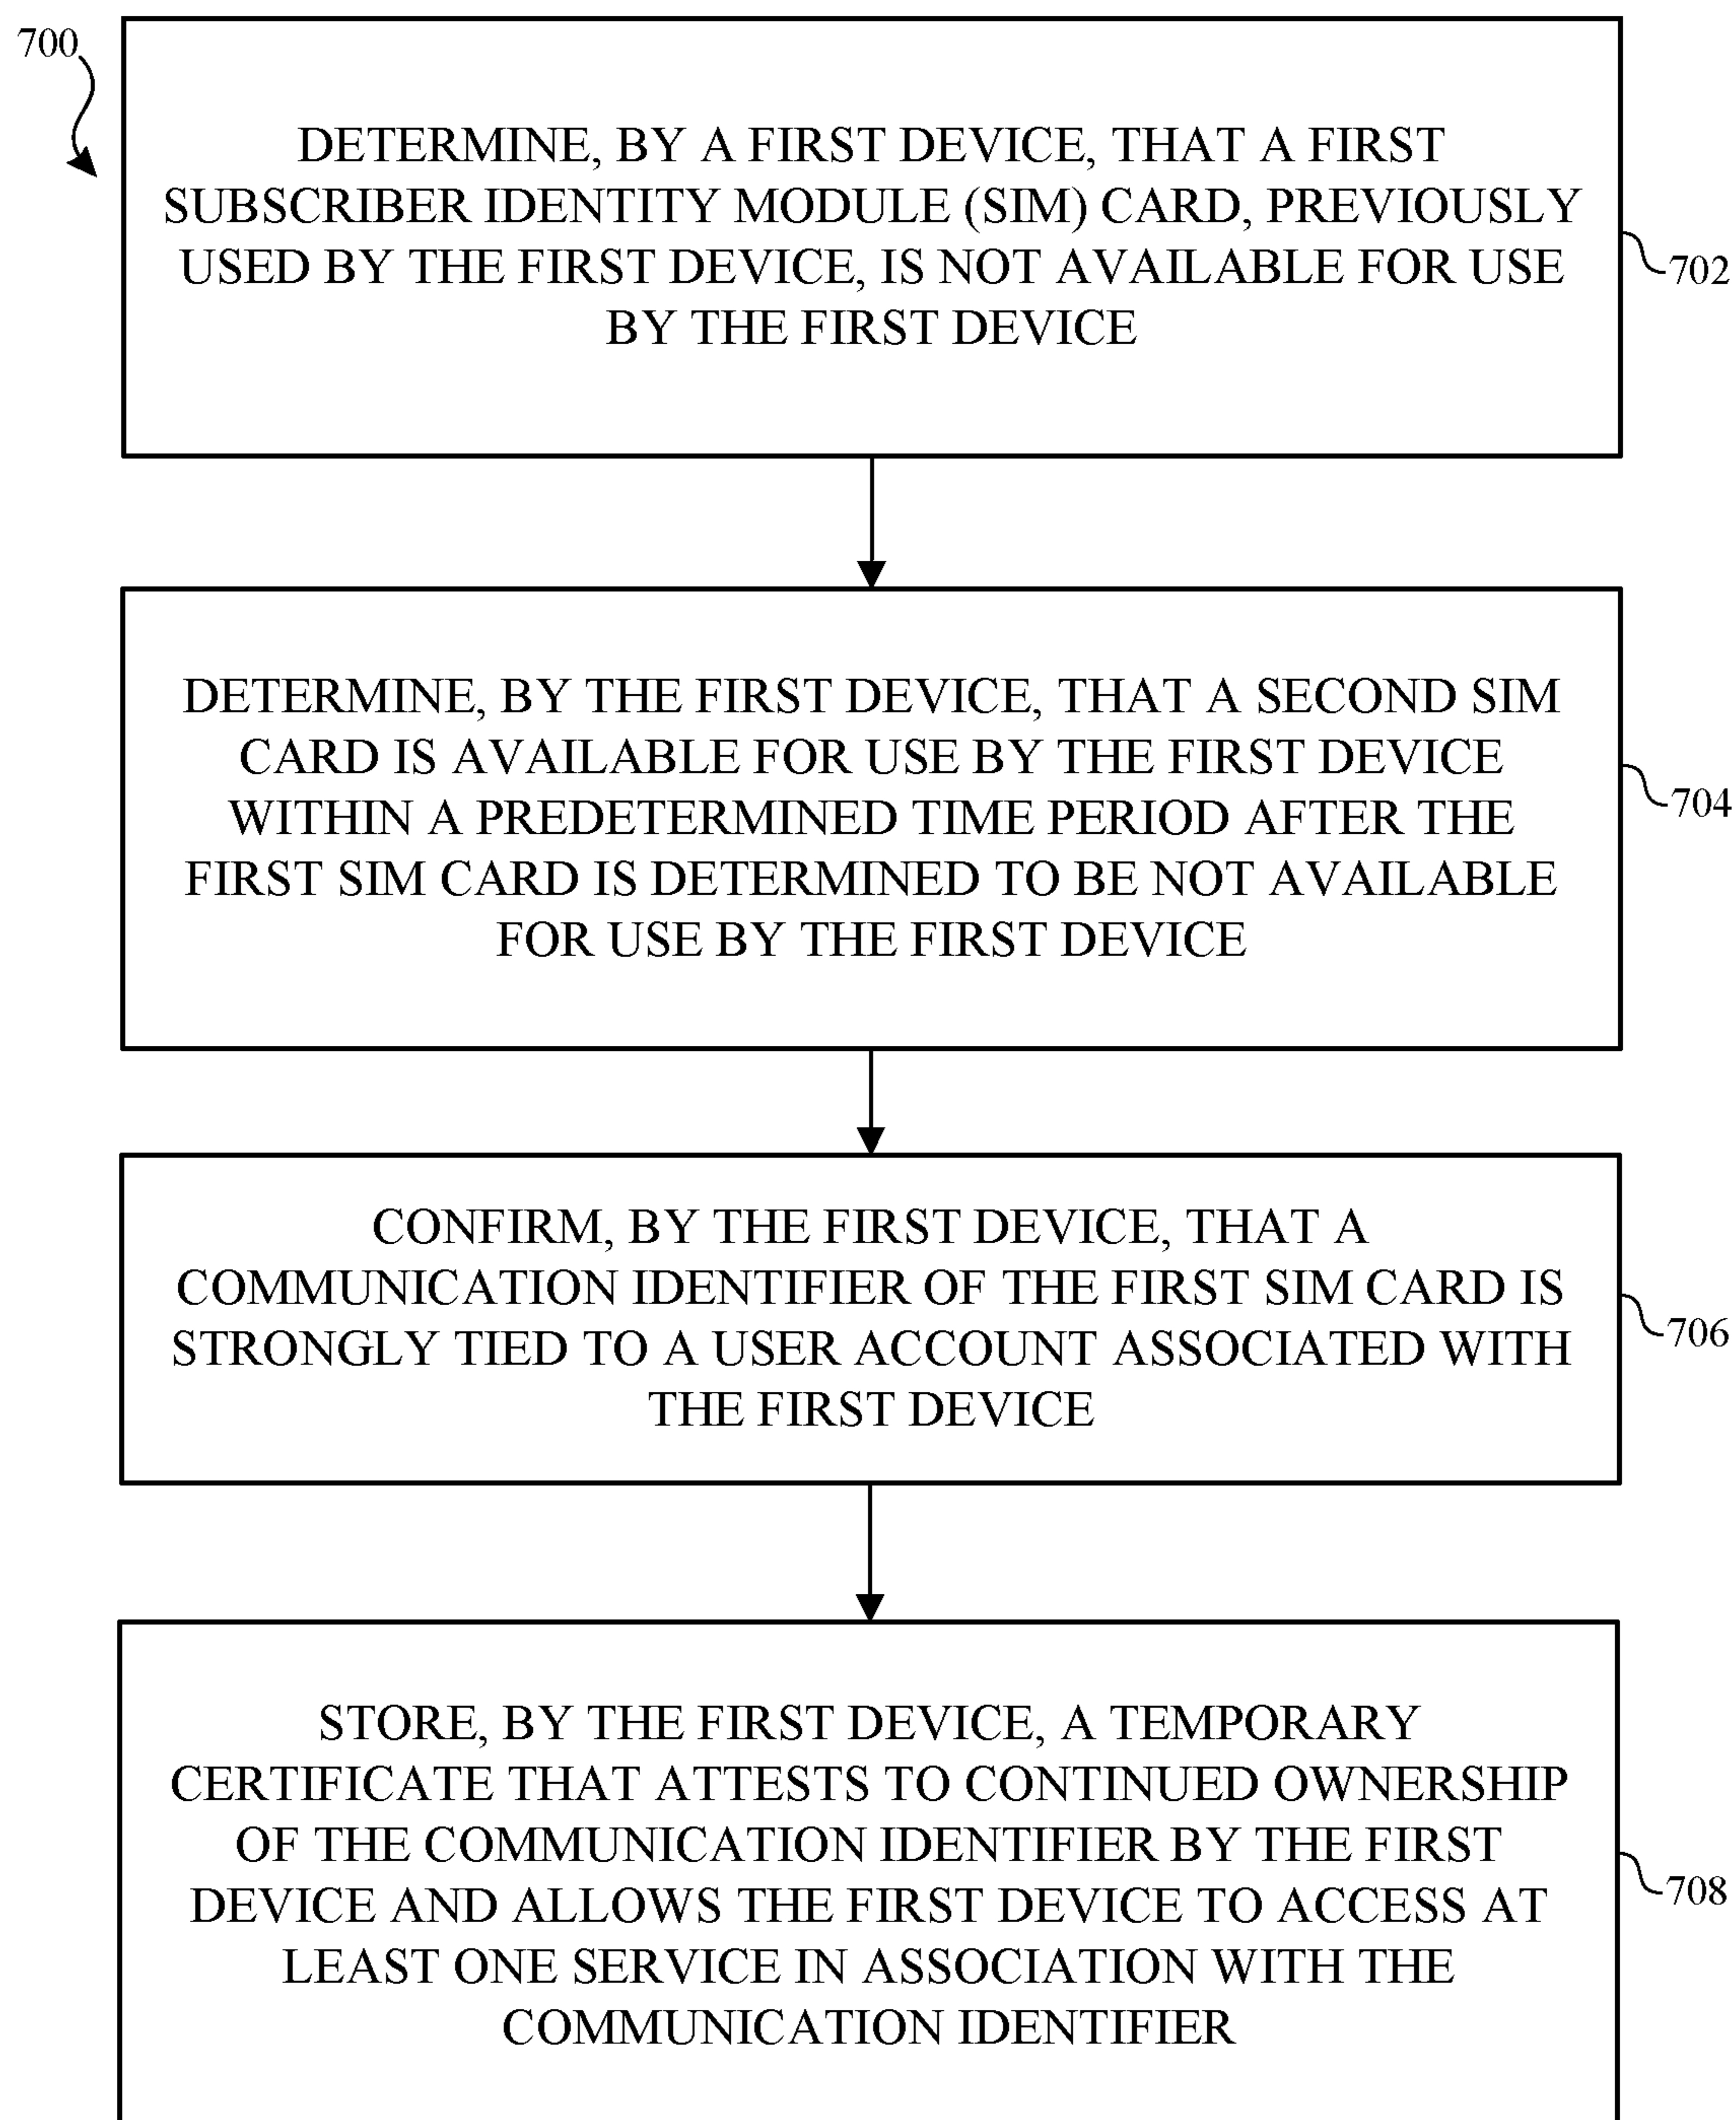 700
DETERMINE, BY A FIRST DEVICE, THAT A FIRST
SUBSCRIBER IDENTITY MODULE (SIM) CARD, PREVIOUSLY
USED BY THE FIRST DEVICE, IS NOT AVAILABLE FOR USE
BY THE FIRST DEVICE
702
DETERMINE, BY THE FIRST DEVICE, THAT A SECOND SIM
CARD IS AVAILABLE FOR USE BY THE FIRST DEVICE
WITHIN A PREDETERMINED TIME PERIOD AFTER THE
FIRST SIM CARD IS DETERMINED TO BE NOT AVAILABLE
FOR USE BY THE FIRST DEVICE
704
CONFIRM, BY THE FIRST DEVICE, THAT A
COMMUNICATION IDENTIFIER OF THE FIRST SIM CARD IS
STRONGLY TIED TO A USER ACCOUNT ASSOCIATED WITH
THE FIRST DEVICE
706
STORE, BY THE FIRST DEVICE, A TEMPORARY
CERTIFICATE THAT ATTESTS TO CONTINUED OWNERSHIP
OF THE COMMUNICATION IDENTIFIER BY THE FIRST
DEVICE AND ALLOWS THE FIRST DEVICE TO ACCESS AT
LEAST ONE SERVICE IN ASSOCIATION WITH THE
COMMUNICATION IDENTIFIER
708